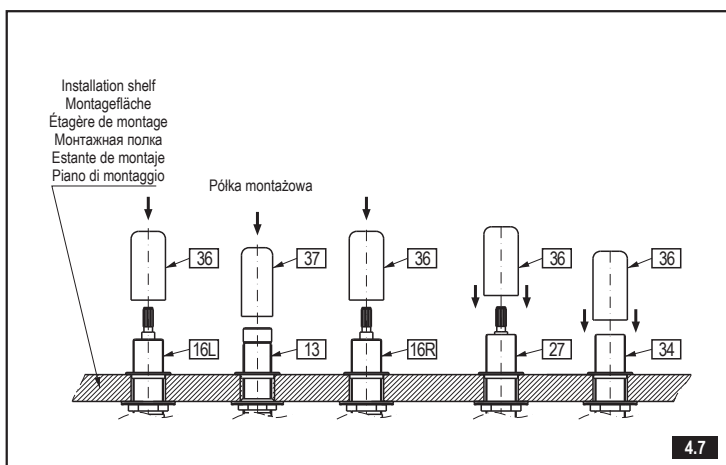 Installation shelf
Montagefläche
Étagère de montage
Монтажная полка
Estante de montaje
Piano di montaggio
Półka montażowa
36
37
36
36
36
16L
13
16R
27
34
4.7